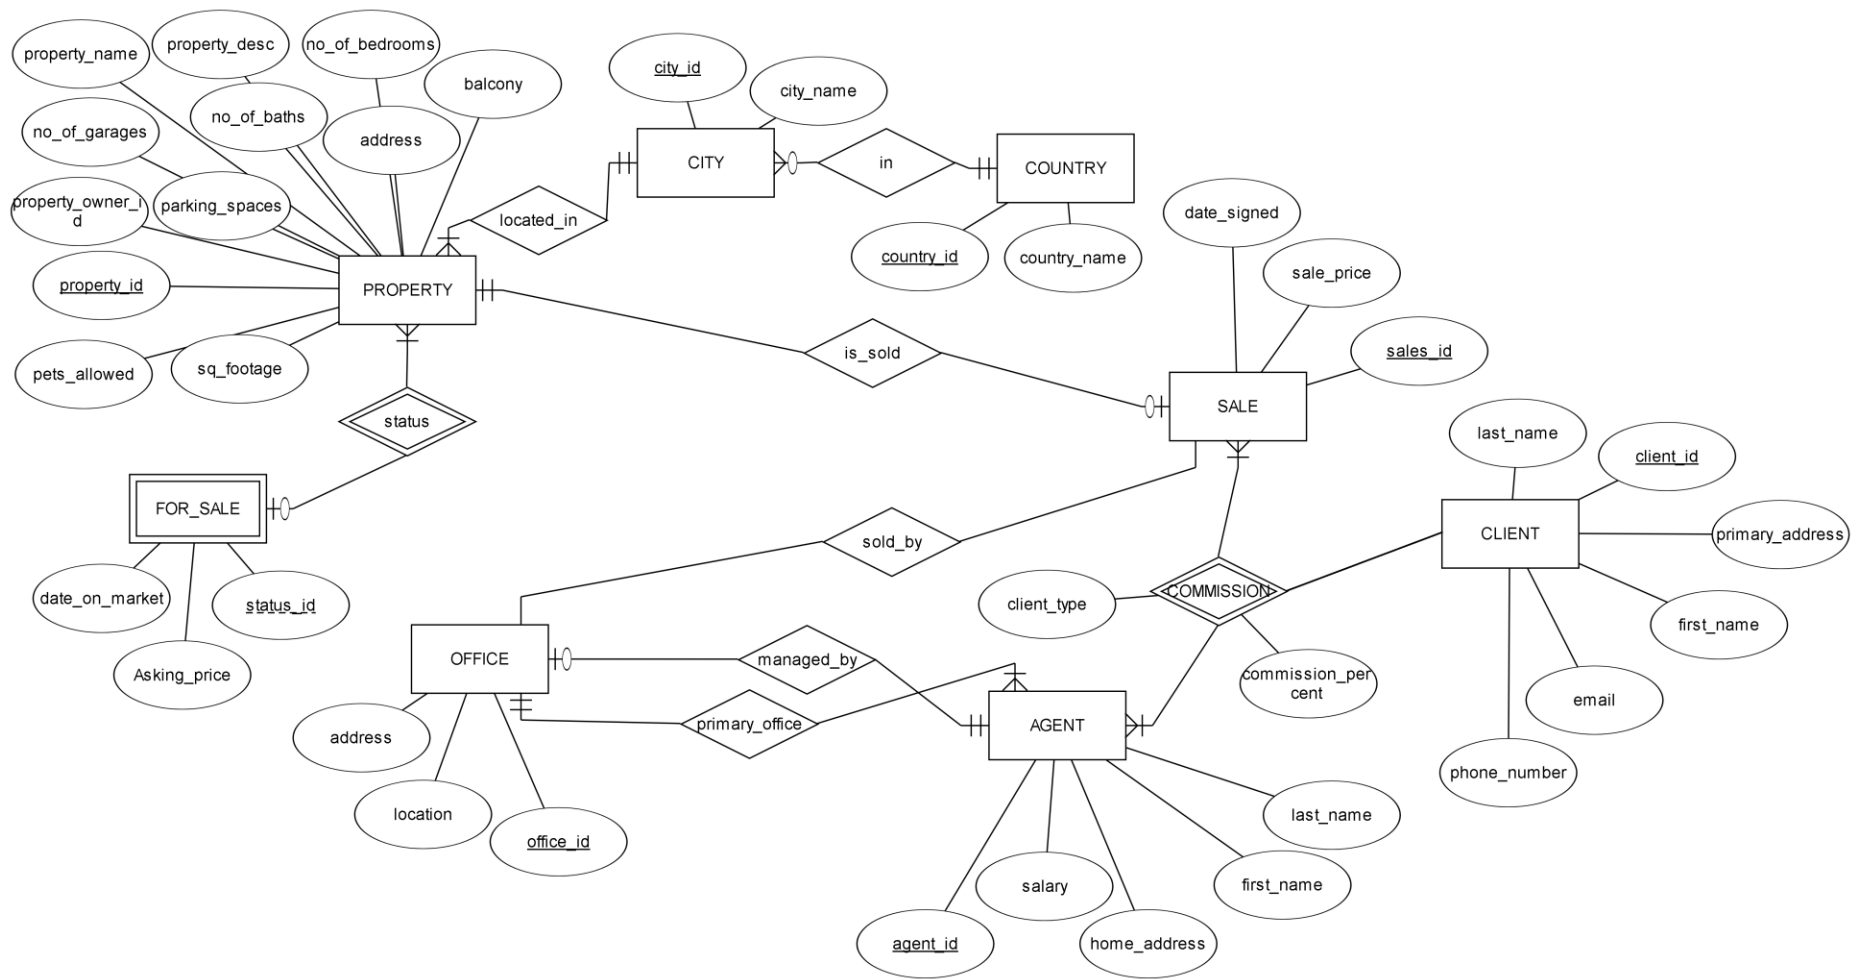 property_name
property_desc
no_of_bedrooms
balcony
no_of_garages
no_of_baths
address
property_owner_i
d
parking_spaces
property_id
PROPERTY
pets_allowed
sq_footage
located_in
city_id
city_name
CITY
in
COUNTRY
country_id
country_name
date_signed
sale_price
sales_id
is_sold
SALE
status
FOR_SALE
date_on_market
status_id
Asking_price
sold_by
last_name
client_id
CLIENT
primary_address
first_name
email
phone_number
client_type
COMMISSION
commission_per
cent
OFFICE
managed_by
primary_office
address
location
office_id
AGENT
last_name
first_name
salary
agent_id
home_address